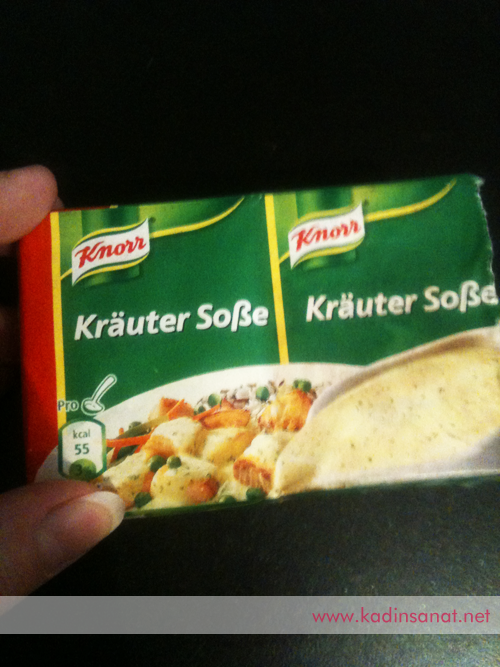 Knorr
Kräuter Soße
Knorr
Kräuter Soße
Pro
kcal
55
www.kadinsanat.net